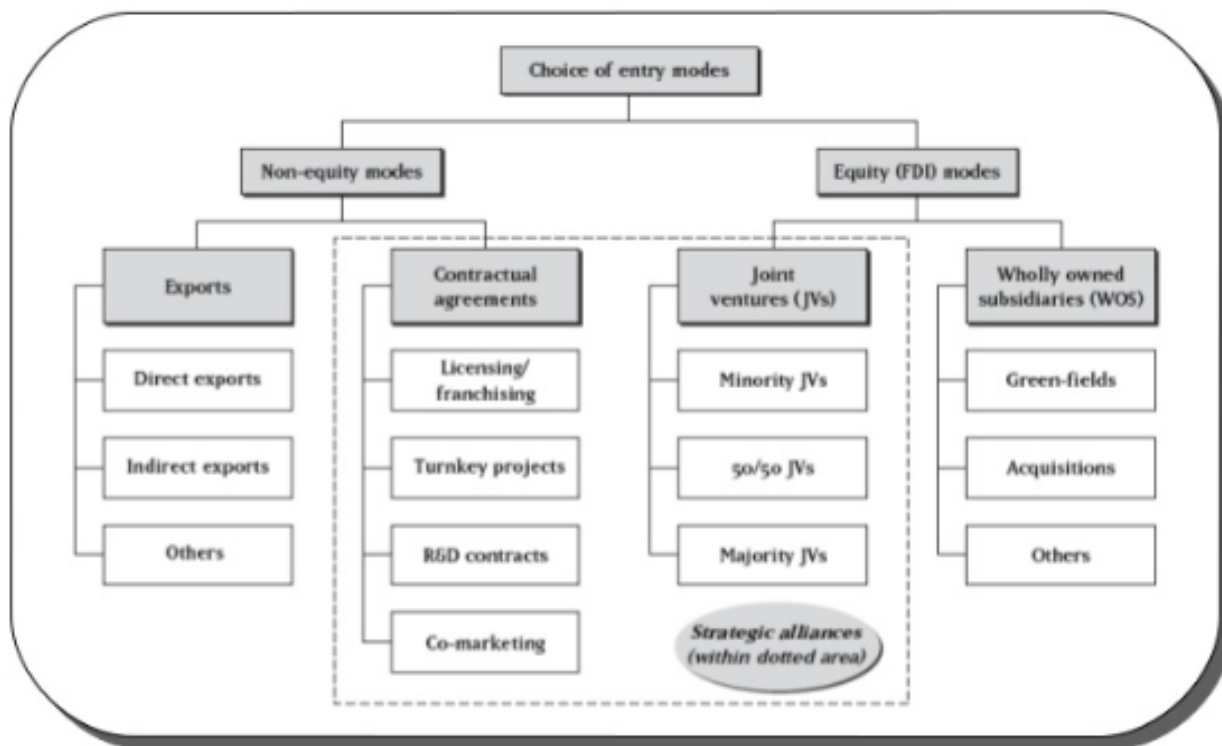 Choice of entry modes
Non-equity modes
Equity (FDI) modes
Exports
Direct exports
Indirect exports
Others
Contractual
agreements
Licensing/
franchising
Turnkey projects
R&D contracts
Co-marketing
Joint
ventures (JVs)
Minority JVs
50/50 JVs
Majority JVs
Strategic alliances
(within dotted area)
Wholly owned
subsidiaries (WOS)
Green-fields
Acquisitions
Others